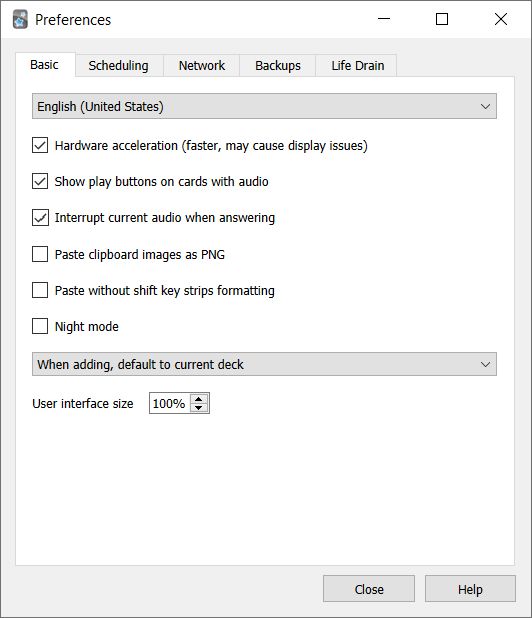 Preferences
Basic
Scheduling
Network
Backups
Life Drain
English (United States)
Hardware acceleration (faster, may cause display issues)
Show play buttons on cards with audio
Interrupt current audio when answering
Paste clipboard images as PNG
Paste without shift key strips formatting
Night mode
When adding, default to current deck
User interface size 100%
Close
Help